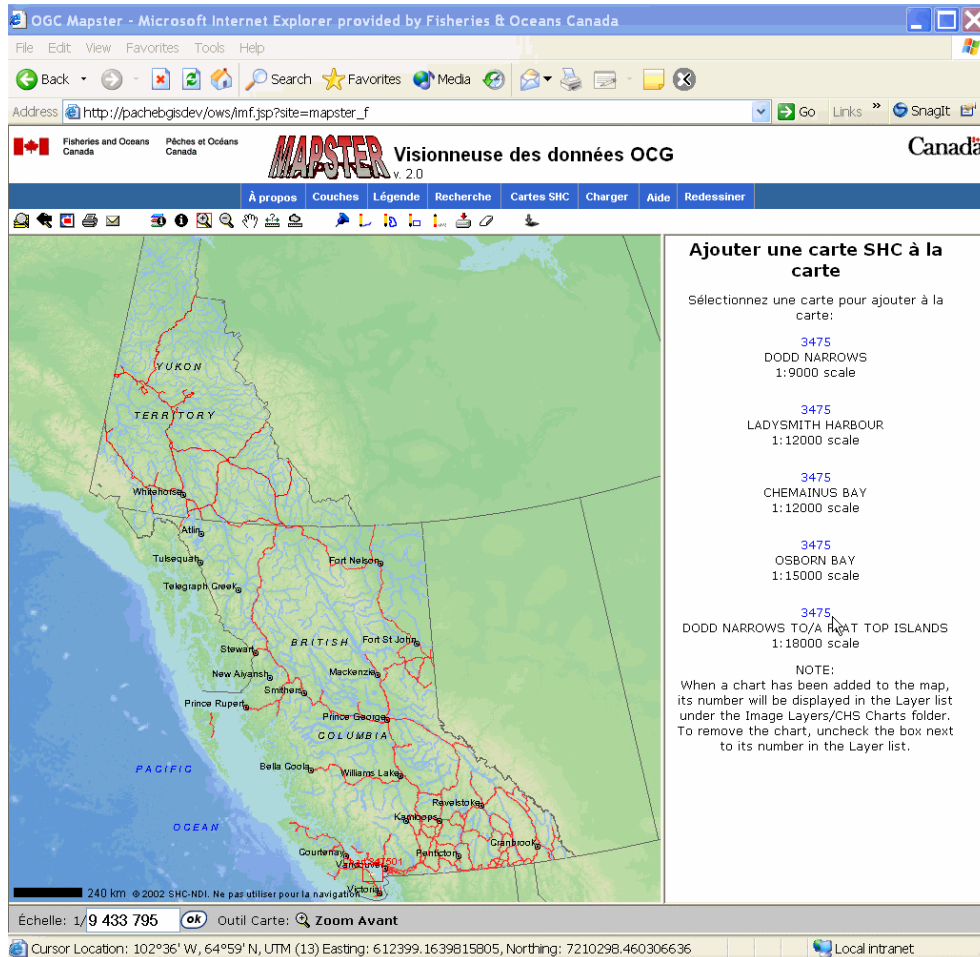 OGC Mapster - Microsoft Internet Explorer provided by Fisheries & Oceans Canada
File Edit View Favorites Tools Help
Back Search Favorites Media
Address http://pachebgisdev/ows/imf.jsp?site=mapster_f Go Links » SnagIt
Fisheries and Oceans Canada
Pêches et Océans Canada
MAPSTER v. 2.0
Visionneuse des données OCG
Canada
À propos Couches Légende Recherche Cartes SHC Charger Aide Redessiner
YUKON
TERRITORY
Whitehorse
Atlin
Tulsequah
Fort Nelson
Telegraph Creek
BRITISH
Fort St John
Stewart
Mackenzie
New Aiyansh
Smithers
Prince Rupert
Prince George
COLUMBIA
PACIFIC
Bella Coola
Williams Lake
Revelstoke
OCEAN
Kamloops
Cranbrook
Courtenay
Penticton
Vancouver
Victoria
240 km © 2002 SHC-NDI. Ne pas utiliser pour la navigation.
Ajouter une carte SHC à la
carte
Sélectionnez une carte pour ajouter à la
carte:
3475
DODD NARROWS
1:9000 scale
3475
LADYSMITH HARBOUR
1:12000 scale
3475
CHEMAINUS BAY
1:12000 scale
3475
OSBORN BAY
1:15000 scale
3475
DODD NARROWS TO/A FLAT TOP ISLANDS
1:18000 scale
NOTE:
When a chart has been added to the map,
its number will be displayed in the Layer list
under the Image Layers/CHS Charts folder.
To remove the chart, uncheck the box next
to its number in the Layer list.
Échelle: 1/ 9 433 795 ok Outil Carte: Zoom Avant
Cursor Location: 102°36' W, 64°59' N, UTM (13) Easting: 612399.1639815805, Northing: 7210298.460306636 Local intranet